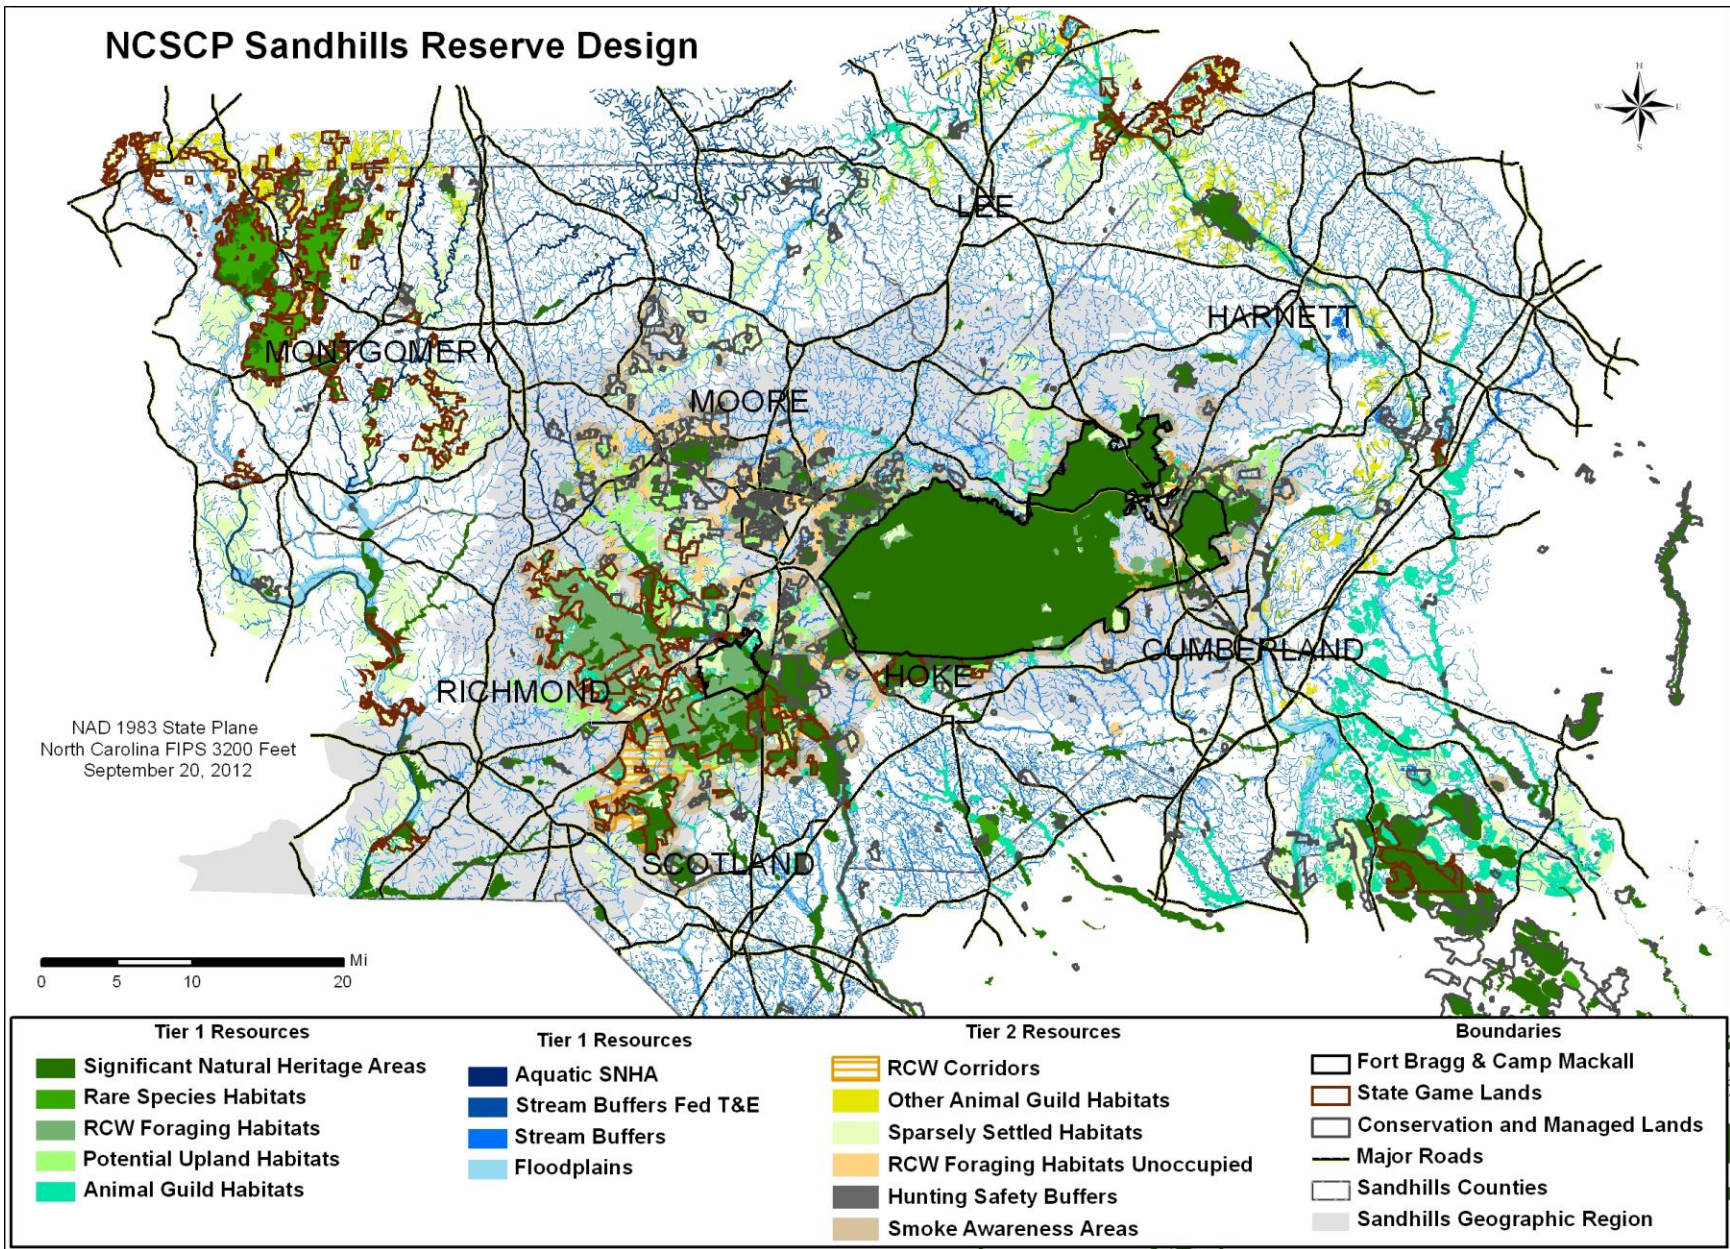 NCSCP Sandhills Reserve Design
N
W E
S
LEE
HARNETT
MONTGOMERY
MOORE
CUMBERLAND
HOKE
RICHMOND
NAD 1983 State Plane
North Carolina FIPS 3200 Feet
September 20, 2012
SCOTLAND
Mi
0 5 10 20
Tier 1 Resources
Significant Natural Heritage Areas
Rare Species Habitats
RCW Foraging Habitats
Potential Upland Habitats
Animal Guild Habitats
Tier 1 Resources
Aquatic SNHA
Stream Buffers Fed T&E
Stream Buffers
Floodplains
Tier 2 Resources
RCW Corridors
Other Animal Guild Habitats
Sparsely Settled Habitats
RCW Foraging Habitats Unoccupied
Hunting Safety Buffers
Smoke Awareness Areas
Boundaries
Fort Bragg & Camp Mackall
State Game Lands
Conservation and Managed Lands
Major Roads
Sandhills Counties
Sandhills Geographic Region